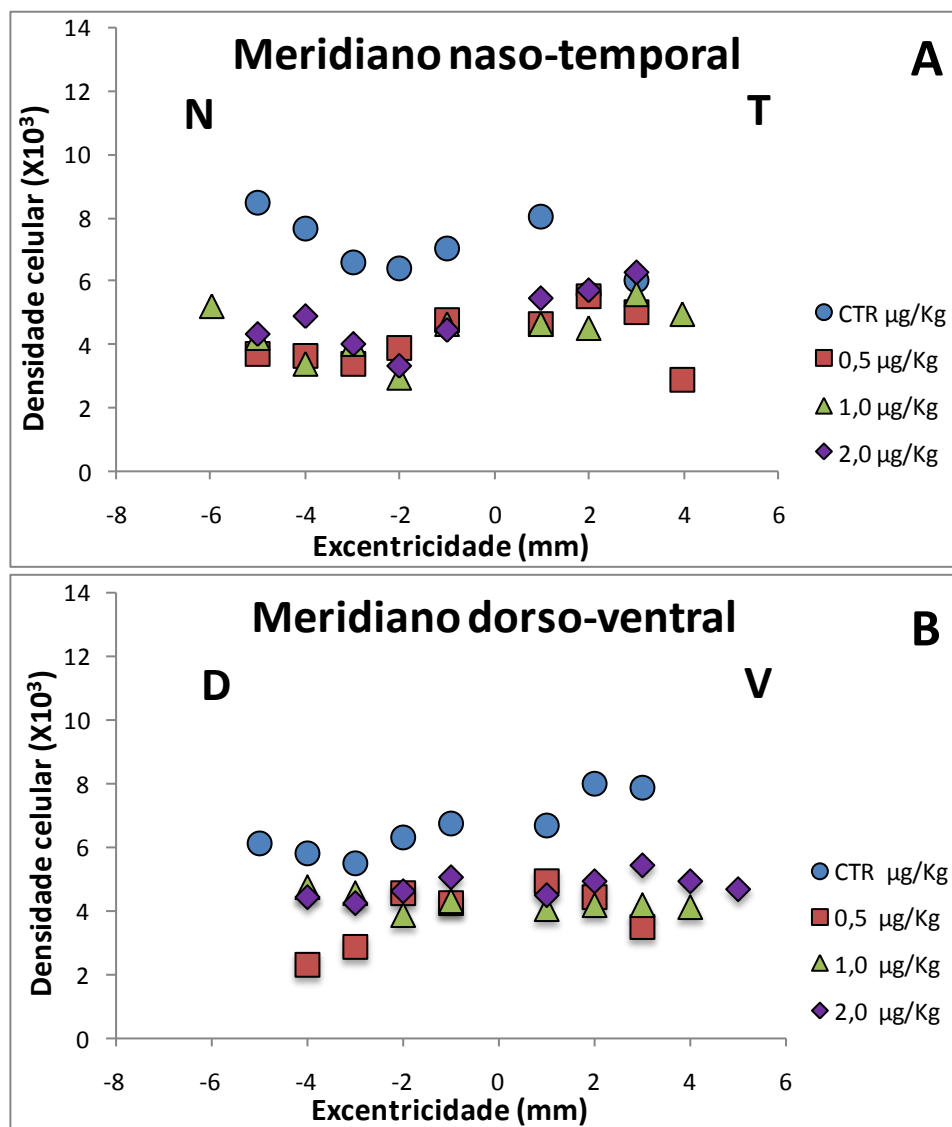 Meridiano naso-temporal
A
N
T
Densidade celular (X10³)
14
12
10
8
6
4
2
0
-8 -6 -4 -2 0 2 4 6
Excentricidade (mm)
CTR µg/Kg
0,5 µg/Kg
1,0 µg/Kg
2,0 µg/Kg
Meridiano dorso-ventral
B
D
V
Densidade celular (X10³)
14
12
10
8
6
4
2
0
-8 -6 -4 -2 0 2 4 6
Excentricidade (mm)
CTR µg/Kg
0,5 µg/Kg
1,0 µg/Kg
2,0 µg/Kg